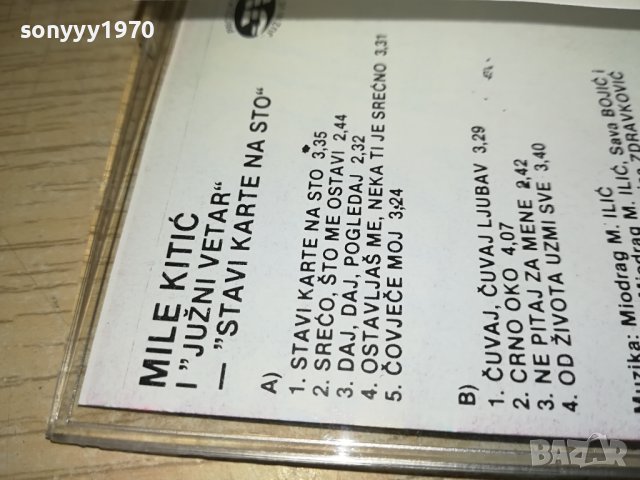 sonyyy1970
MILE KITIĆ
I "JUŽNI VETAR"
— "STAVI KARTE NA STO"
A)
1. STAVI KARTE NA STO 3,35
2. SREĆO, ŠTO ME OSTAVI 2,44
3. DAJ, DAJ, POGLEDAJ 2,32
4. OSTAVLJAŠ ME, NEKA TI JE SREĆNO 3,31
5. ČOVJEČE MOJ 3,24
B)
1. ČUVAJ, ČUVAJ LJUBAV 3,29
2. CRNO OKO 4,07
3. NE PITAJ ZA MENE 2,42
4. OD ŽIVOTA UZMI SVE 3,40
Muzika: Miodrag M. ILIĆ
M. ILIĆ, Sava BOJIĆ i
ZDRAVKOVIĆ
BAZAR